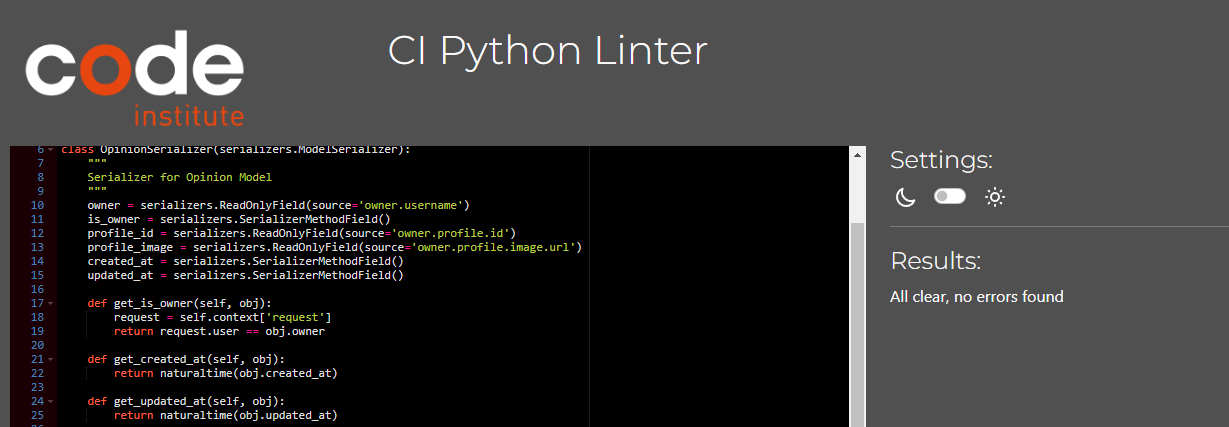 code
institute
CI Python Linter
6 class OpinionSerializer(serializers.ModelSerializer):
7 """
8 Serializer for Opinion Model
9 """
10 owner = serializers.ReadOnlyField(source='owner.username')
11 is_owner = serializers.SerializerMethodField()
12 profile_id = serializers.ReadOnlyField(source='owner.profile.id')
13 profile_image = serializers.ReadOnlyField(source='owner.profile.image.url')
14 created_at = serializers.SerializerMethodField()
15 updated_at = serializers.SerializerMethodField()
16
17 def get_is_owner(self, obj):
18 request = self.context['request']
19 return request.user == obj.owner
20
21 def get_created_at(self, obj):
22 return naturaltime(obj.created_at)
23
24 def get_updated_at(self, obj):
25 return naturaltime(obj.updated_at)
Settings:
Results:
All clear, no errors found